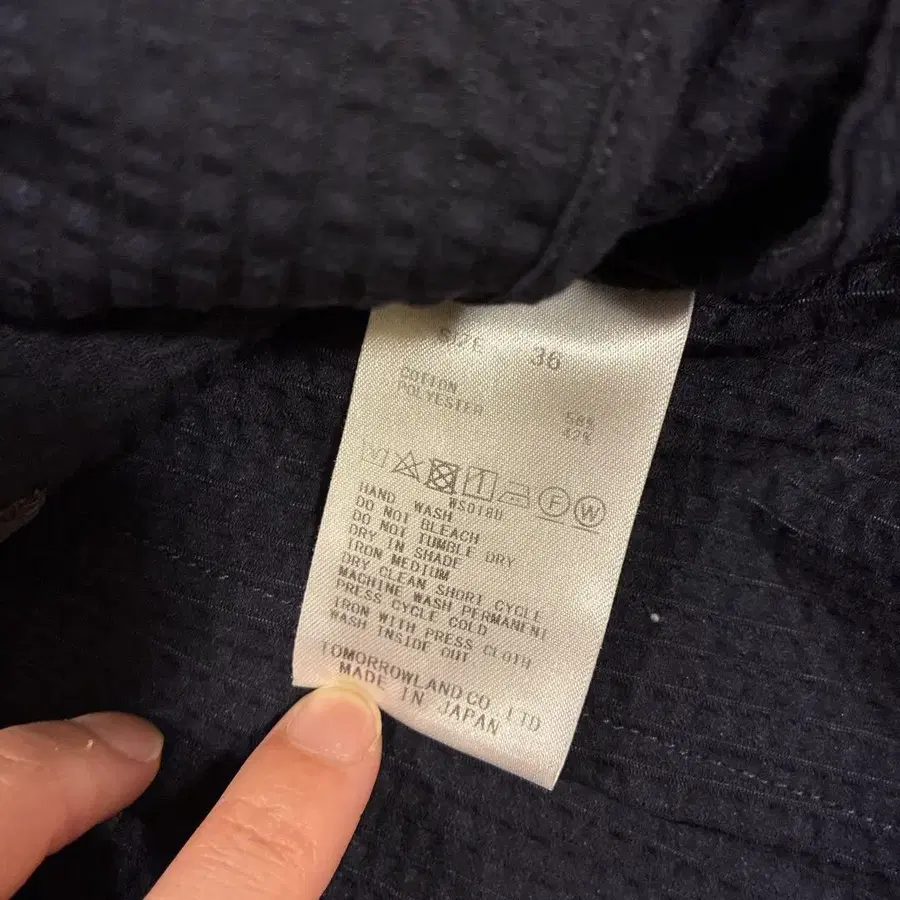 SIZE 36
COTTON 58%
POLYESTER 42%
F W
WS018U
HAND WASH
DO NOT BLEACH
DO NOT TUMBLE DRY
DRY IN SHADE
IRON MEDIUM
DRY CLEAN SHORT CYCLE
MACHINE WASH PERMANENT
PRESS CYCLE COLD
IRON WITH PRESS CLOTH
WASH INSIDE OUT
TOMORROWLAND CO. LTD
MADE IN JAPAN